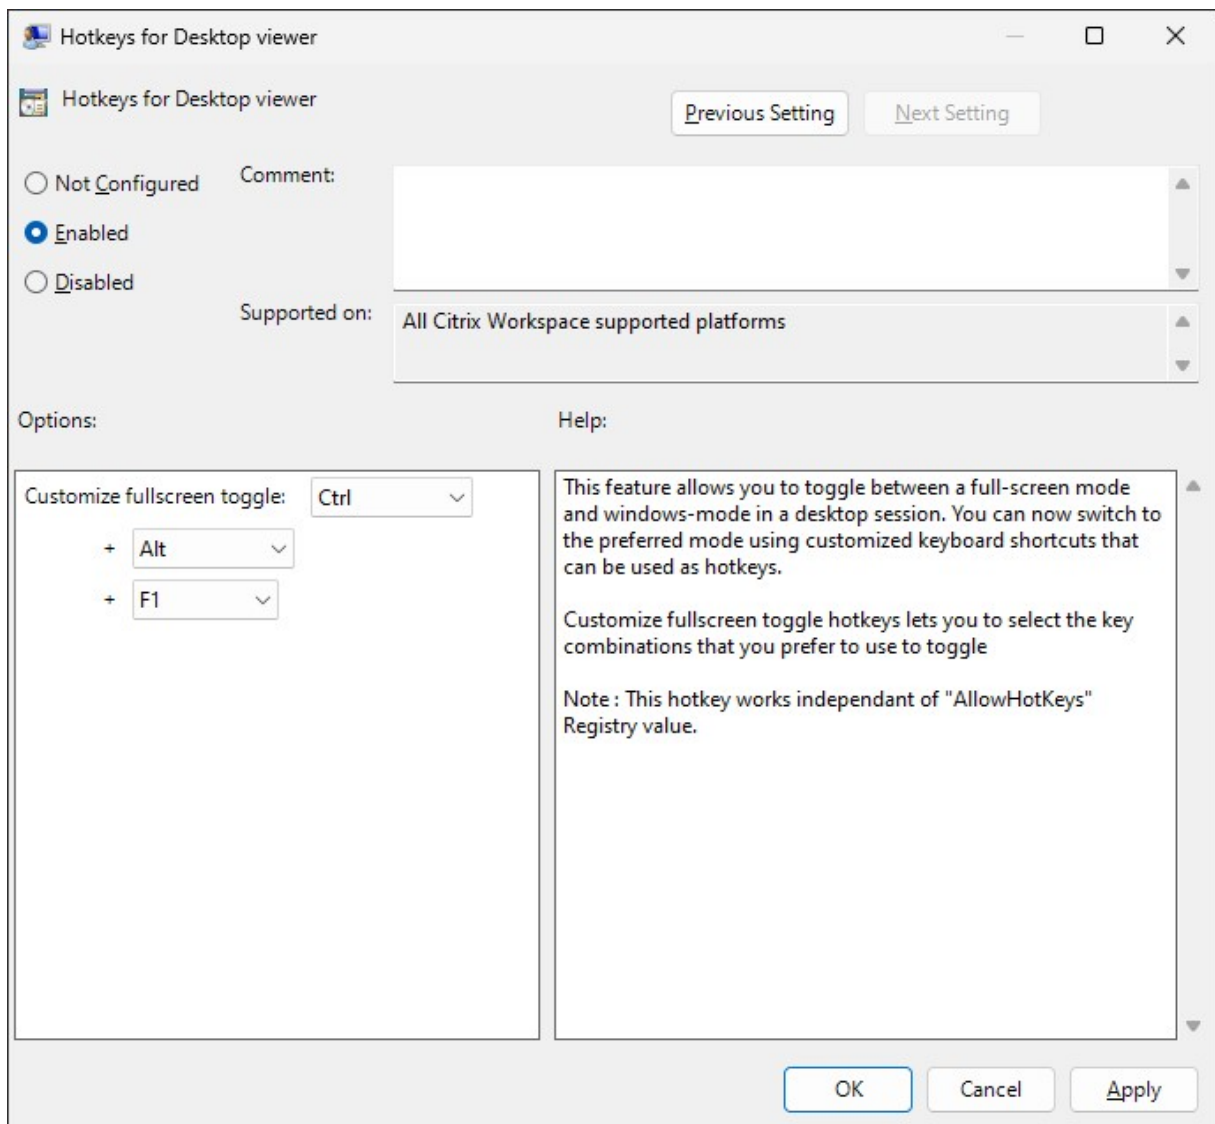 Hotkeys for Desktop viewer
Hotkeys for Desktop viewer
Previous Setting
Next Setting
Not Configured
Comment:
Enabled
Disabled
Supported on:
All Citrix Workspace supported platforms
Options:
Help:
Customize fullscreen toggle:
Ctrl
+ Alt
+ F1
This feature allows you to toggle between a full-screen mode
and windows-mode in a desktop session. You can now switch to
the preferred mode using customized keyboard shortcuts that
can be used as hotkeys.
Customize fullscreen toggle hotkeys lets you to select the key
combinations that you prefer to use to toggle
Note : This hotkey works independant of "AllowHotKeys"
Registry value.
OK
Cancel
Apply